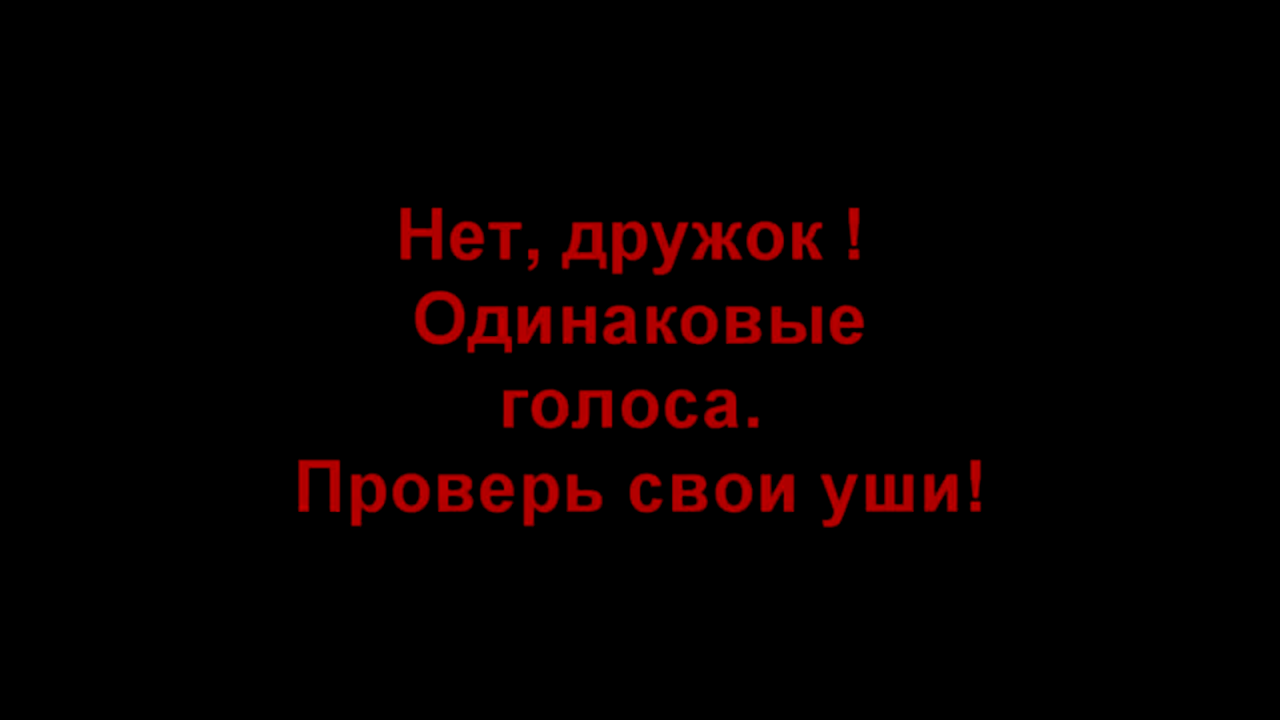 Нет, дружок !
Одинаковые
голоса.
Проверь свои уши!